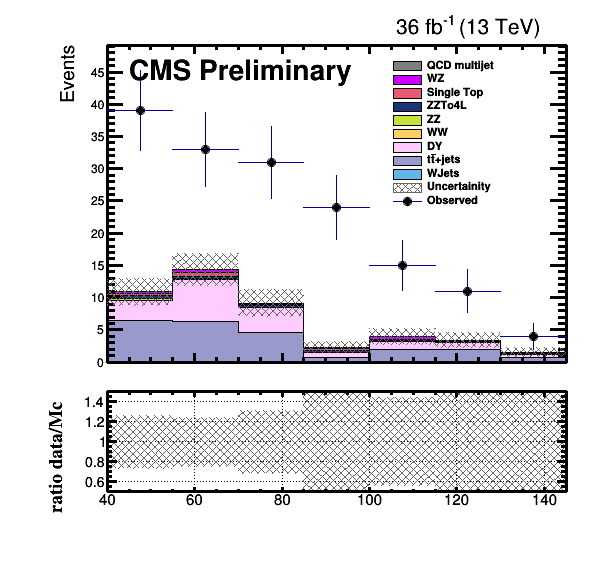 36 fb⁻¹ (13 TeV)
CMS Preliminary
Events
45
40
35
30
25
20
15
10
5
0
QCD multijet
WZ
Single Top
ZZTo4L
ZZ
WW
DY
tt̄+jets
WJets
Uncertainity
Observed
ratio data/Mc
1.4
1.2
1
0.8
0.6
40 60 80 100 120 140